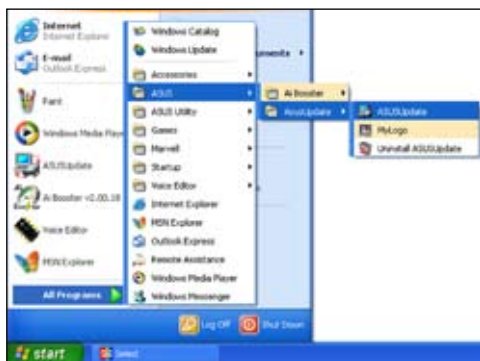 Internet
Internet Explorer
E-mail
Outlook Express
Paint
Windows Media Play
ASUSUpdate
Ai Booster v2.00.18
Voice Editor
MSN Explorer
All Programs
Windows Catalog
Windows Update
Accessories
ASUS
ASUS Utility
Games
Marvell
Startup
Voice Editor
Internet Explorer
MSN Explorer
Outlook Express
Remote Assistance
Windows Media Player
Windows Messenger
uments
Ai Booster
AsusUpdate
ASUSUpdate
MyLogo
Uninstall ASUSUpdate
Log Off
Shut Down
start